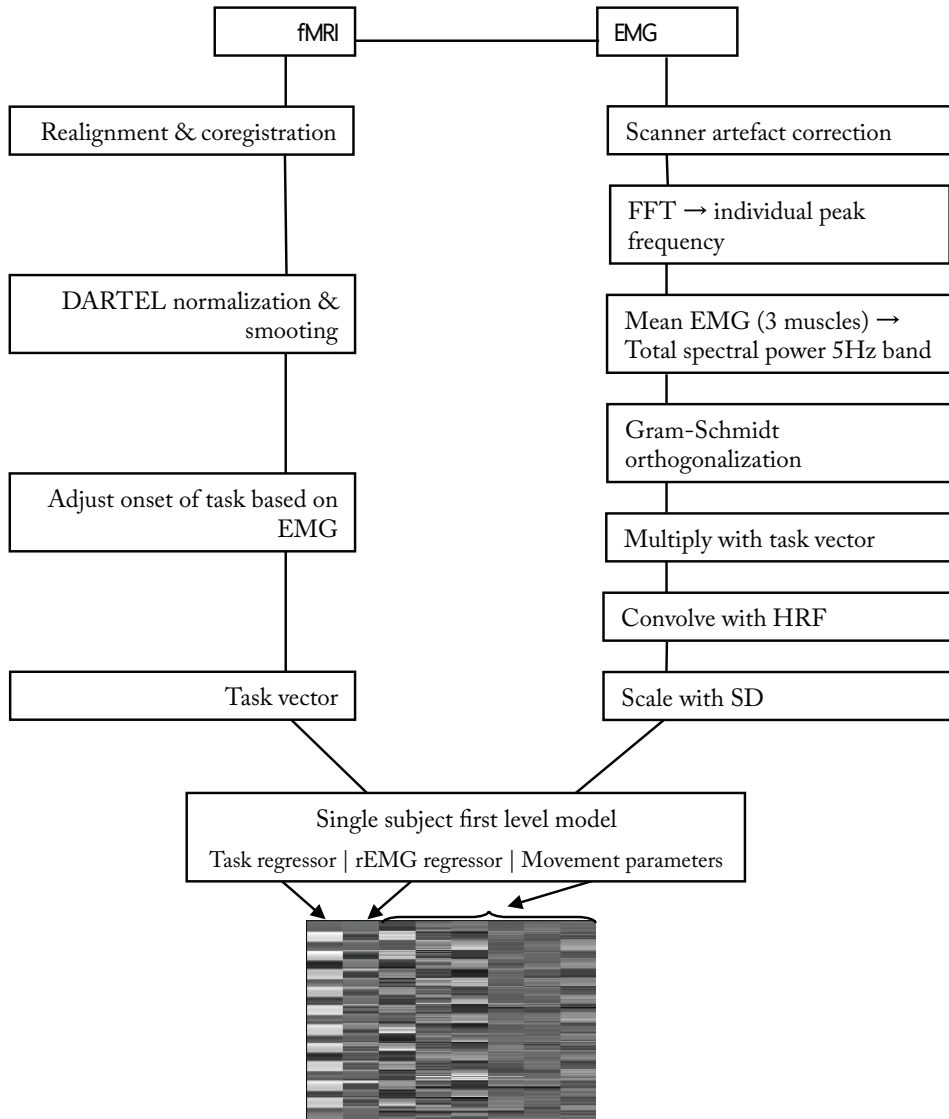 fMRI
EMG
Realignment & coregistration
Scanner artefact correction
FFT → individual peak
frequency
DARTEL normalization &
smooting
Mean EMG (3 muscles) →
Total spectral power 5Hz band
Gram-Schmidt
orthogonalization
Adjust onset of task based on
EMG
Multiply with task vector
Convolve with HRF
Task vector
Scale with SD
Single subject first level model
Task regressor | rEMG regressor | Movement parameters